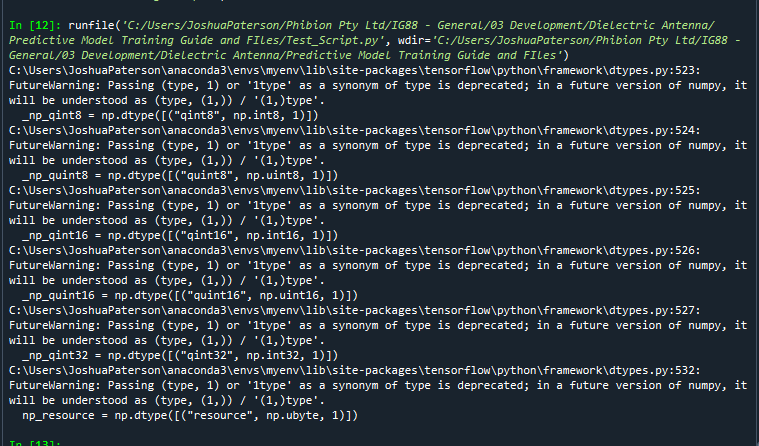 In [12]: runfile('C:/Users/JoshuaPaterson/Phibion Pty Ltd/IG88 - General/03 Development/Dielectric Antenna/
Predictive Model Training Guide and FIles/Test_Script.py', wdir='C:/Users/JoshuaPaterson/Phibion Pty Ltd/IG88 -
General/03 Development/Dielectric Antenna/Predictive Model Training Guide and FIles')
C:\Users\JoshuaPaterson\anaconda3\envs\myenv\lib\site-packages\tensorflow\python\framework\dtypes.py:523:
FutureWarning: Passing (type, 1) or '1type' as a synonym of type is deprecated; in a future version of numpy, it
will be understood as (type, (1,)) / '(1,)type'.
  _np_qint8 = np.dtype([("qint8", np.int8, 1)])
C:\Users\JoshuaPaterson\anaconda3\envs\myenv\lib\site-packages\tensorflow\python\framework\dtypes.py:524:
FutureWarning: Passing (type, 1) or '1type' as a synonym of type is deprecated; in a future version of numpy, it
will be understood as (type, (1,)) / '(1,)type'.
  _np_quint8 = np.dtype([("quint8", np.uint8, 1)])
C:\Users\JoshuaPaterson\anaconda3\envs\myenv\lib\site-packages\tensorflow\python\framework\dtypes.py:525:
FutureWarning: Passing (type, 1) or '1type' as a synonym of type is deprecated; in a future version of numpy, it
will be understood as (type, (1,)) / '(1,)type'.
  _np_qint16 = np.dtype([("qint16", np.int16, 1)])
C:\Users\JoshuaPaterson\anaconda3\envs\myenv\lib\site-packages\tensorflow\python\framework\dtypes.py:526:
FutureWarning: Passing (type, 1) or '1type' as a synonym of type is deprecated; in a future version of numpy, it
will be understood as (type, (1,)) / '(1,)type'.
  _np_quint16 = np.dtype([("quint16", np.uint16, 1)])
C:\Users\JoshuaPaterson\anaconda3\envs\myenv\lib\site-packages\tensorflow\python\framework\dtypes.py:527:
FutureWarning: Passing (type, 1) or '1type' as a synonym of type is deprecated; in a future version of numpy, it
will be understood as (type, (1,)) / '(1,)type'.
  _np_qint32 = np.dtype([("qint32", np.int32, 1)])
C:\Users\JoshuaPaterson\anaconda3\envs\myenv\lib\site-packages\tensorflow\python\framework\dtypes.py:532:
FutureWarning: Passing (type, 1) or '1type' as a synonym of type is deprecated; in a future version of numpy, it
will be understood as (type, (1,)) / '(1,)type'.
  np_resource = np.dtype([("resource", np.ubyte, 1)])
In [13]: